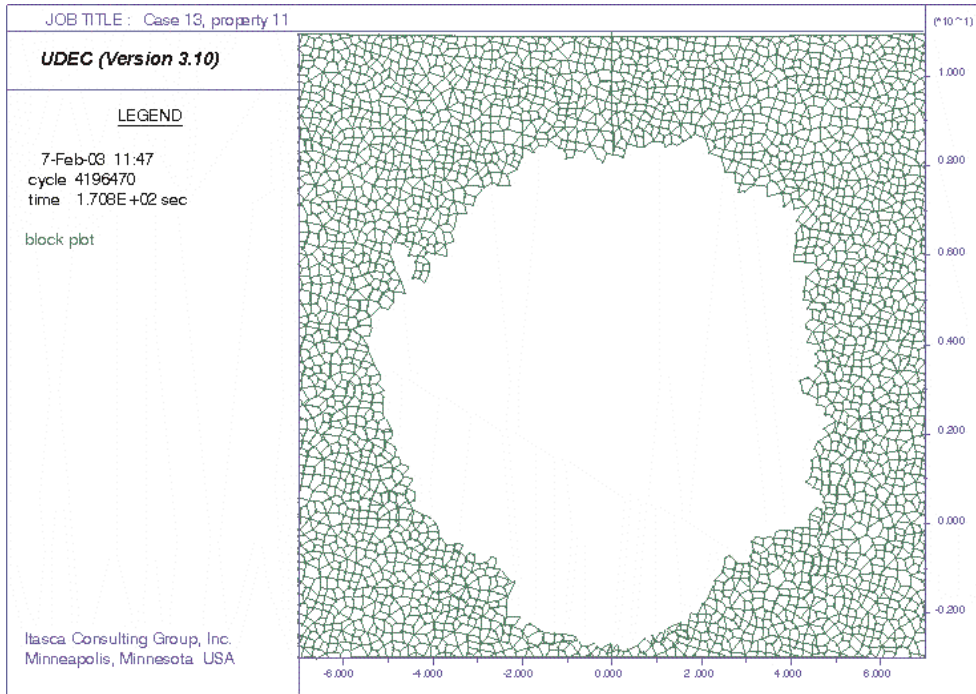 JOB TITLE : Case 13, property 11
(*10^1)
UDEC (Version 3.10)
LEGEND
7-Feb-03 11:47
cycle 4196470
time 1.708E+02 sec
block plot
Itasca Consulting Group, Inc.
Minneapolis, Minnesota USA
1.000
0.800
0.600
0.400
0.200
0.000
-0.200
-6.000 -4.000 -2.000 0.000 2.000 4.000 6.000